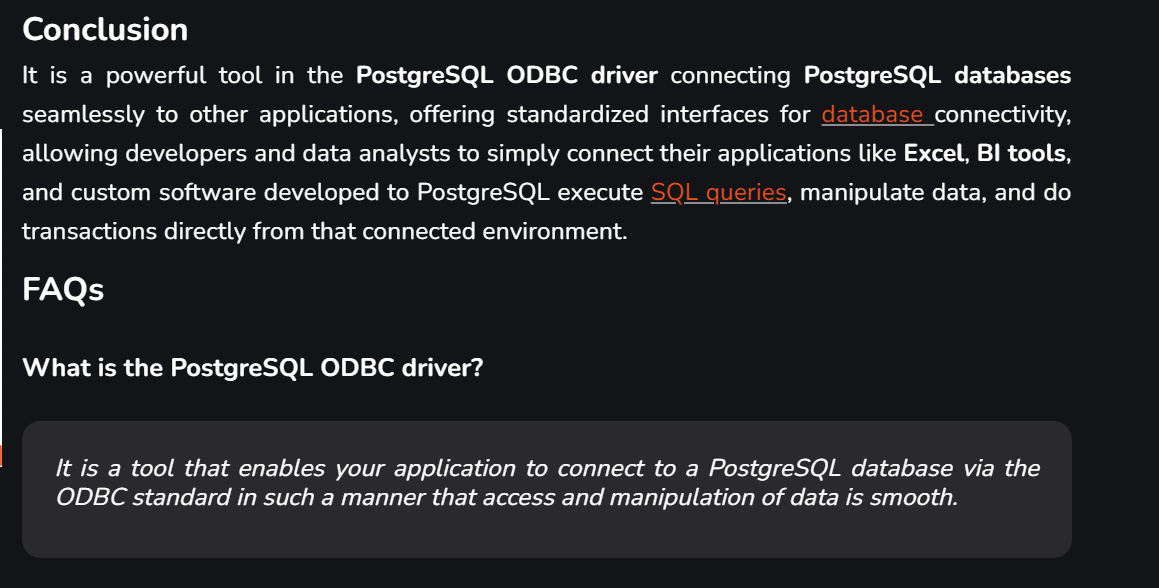 Conclusion
It is a powerful tool in the PostgreSQL ODBC driver connecting PostgreSQL databases
seamlessly to other applications, offering standardized interfaces for database connectivity,
allowing developers and data analysts to simply connect their applications like Excel, BI tools,
and custom software developed to PostgreSQL execute SQL queries, manipulate data, and do
transactions directly from that connected environment.
FAQs
What is the PostgreSQL ODBC driver?
It is a tool that enables your application to connect to a PostgreSQL database via the
ODBC standard in such a manner that access and manipulation of data is smooth.